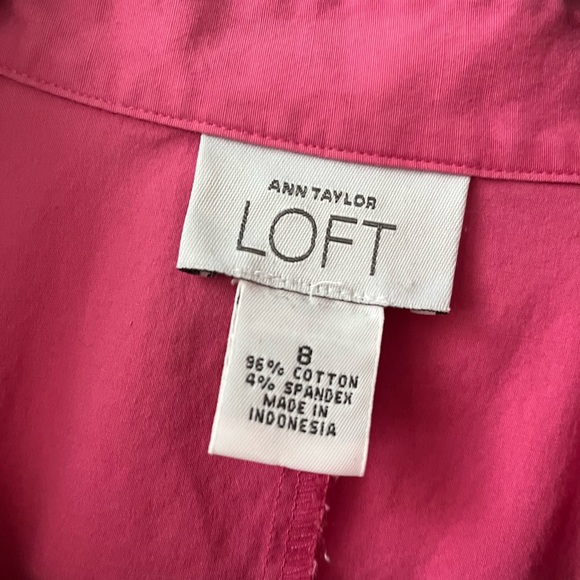 ANN TAYLOR
LOFT
8
96% COTTON
4% SPANDEX
MADE IN
INDONESIA